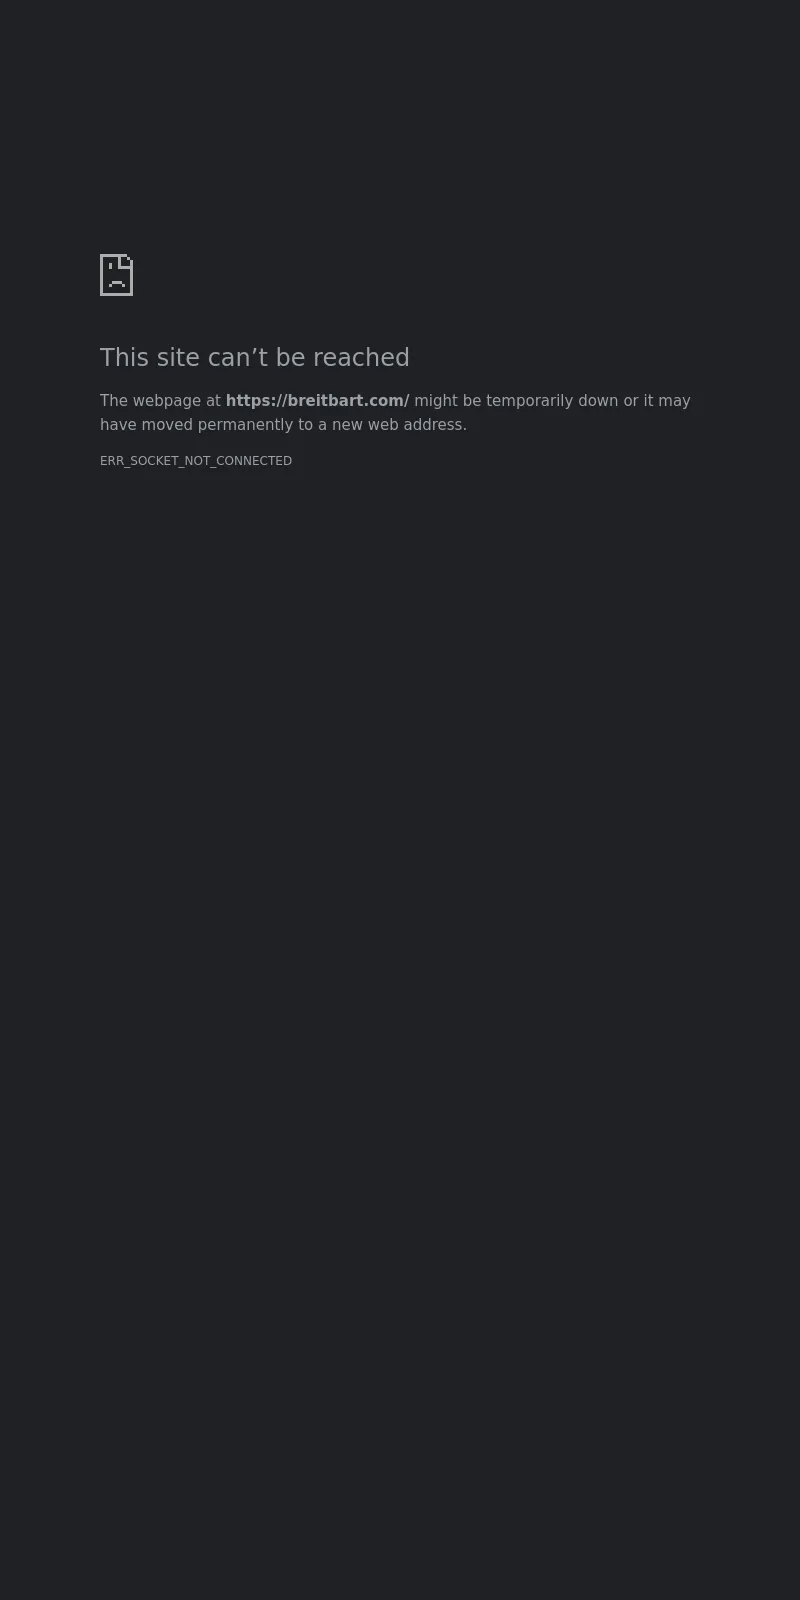 This site can’t be reached
The webpage at https://breitbart.com/ might be temporarily down or it may
have moved permanently to a new web address.
ERR_SOCKET_NOT_CONNECTED